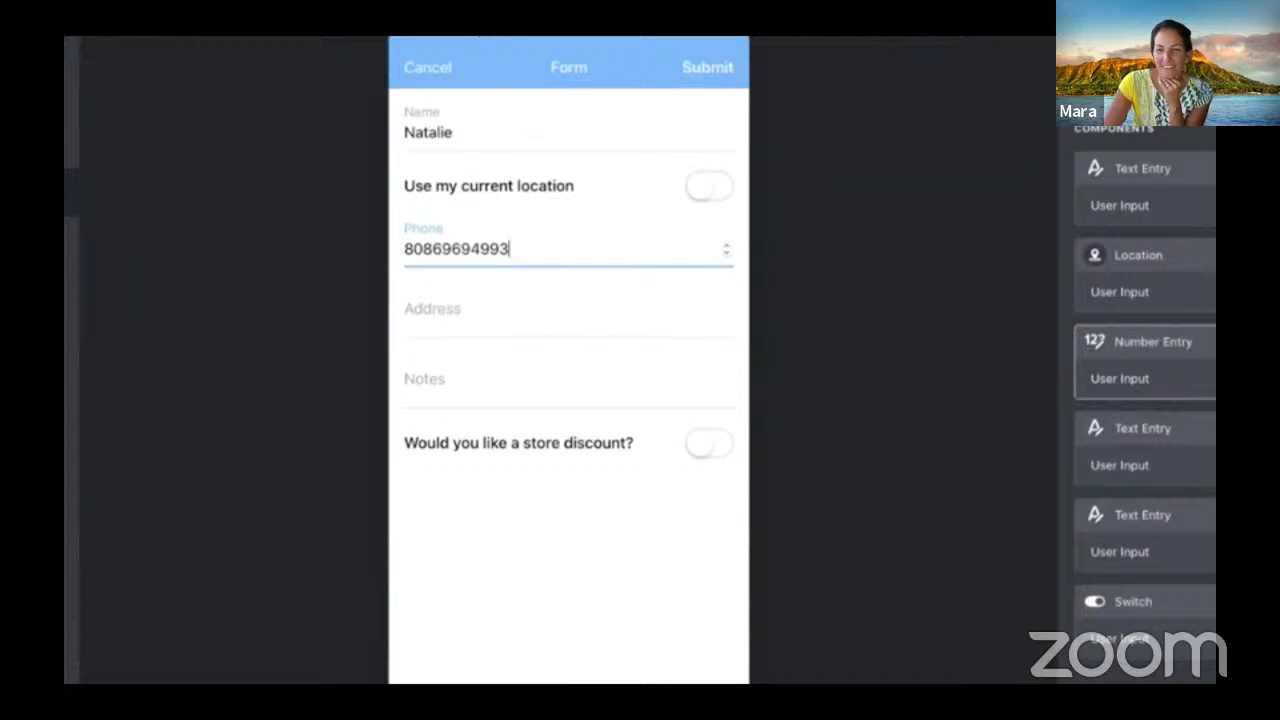 Cancel
Form
Submit
Name
Natalie
Use my current location
Phone
80869694993
Address
Notes
Would you like a store discount?
Mara
COMPONENTS
Text Entry
User Input
Location
User Input
123 Number Entry
User Input
Text Entry
User Input
Text Entry
User Input
Switch
User Input
zoom